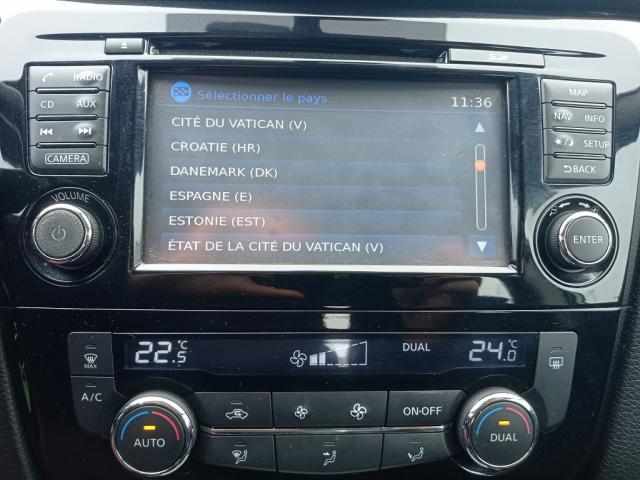 SD
RADIO
CD AUX
CAMERA
VOLUME
Sélectionner le pays 11:36
CITÉ DU VATICAN (V)
CROATIE (HR)
DANEMARK (DK)
ESPAGNE (E)
ESTONIE (EST)
ÉTAT DE LA CITÉ DU VATICAN (V)
MAP
NAV INFO
SETUP
BACK
ENTER
22.5 °C
DUAL
24.0 °C
MAX
A/C
AUTO
ON·OFF
DUAL